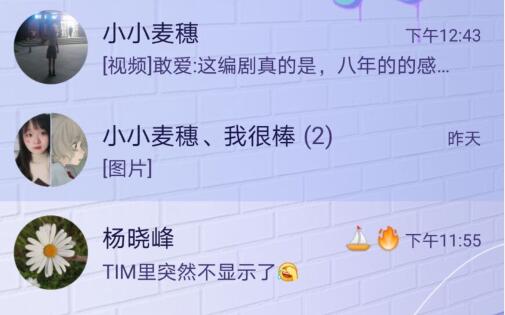 小小麦穗 下午12:43
[视频]敢爱:这编剧真的是，八年的的感...
小小麦穗、我很棒 (2) 昨天
[图片]
杨晓峰 下午11:55
TIM里突然不显示了